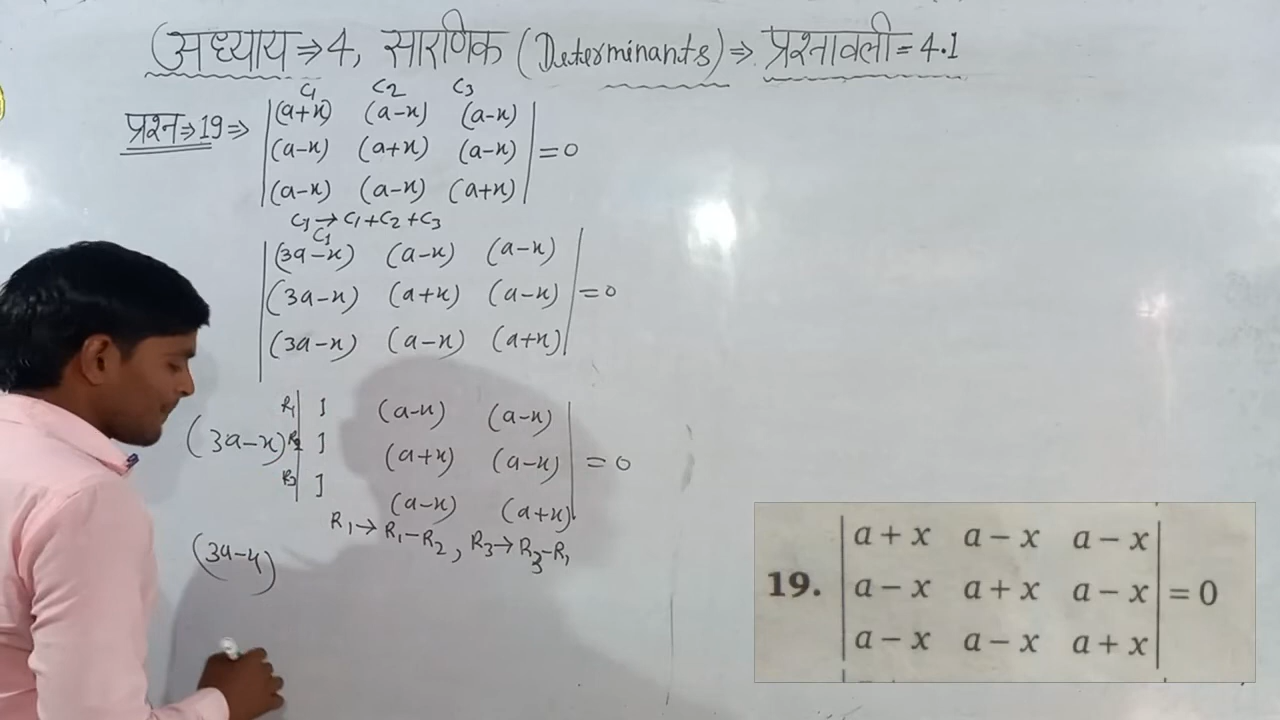 (अध्याय⇒4, सारणिक (Determinants)⇒ प्रश्नावली=4.1
C₁ C₂ C₃
प्रश्न⇒19⇒ |(a+x) (a-x) (a-x)|
|(a-x) (a+x) (a-x)| =0
|(a-x) (a-x) (a+x)|
C₁→C₁+C₂+C₃
C₁
|(3a-x) (a-x) (a-x)|
|(3a-x) (a+x) (a-x)| =0
|(3a-x) (a-x) (a+x)|
R₁ | 1 (a-x) (a-x)|
(3a-x) R₂ | 1 (a+x) (a-x)| =0
R₃ | 1 (a-x) (a+x)|
R₁→R₁-R₂, R₃→R₃-R₁
(3a-x)
|a+x a-x a-x|
19. |a-x a+x a-x| =0
|a-x a-x a+x|